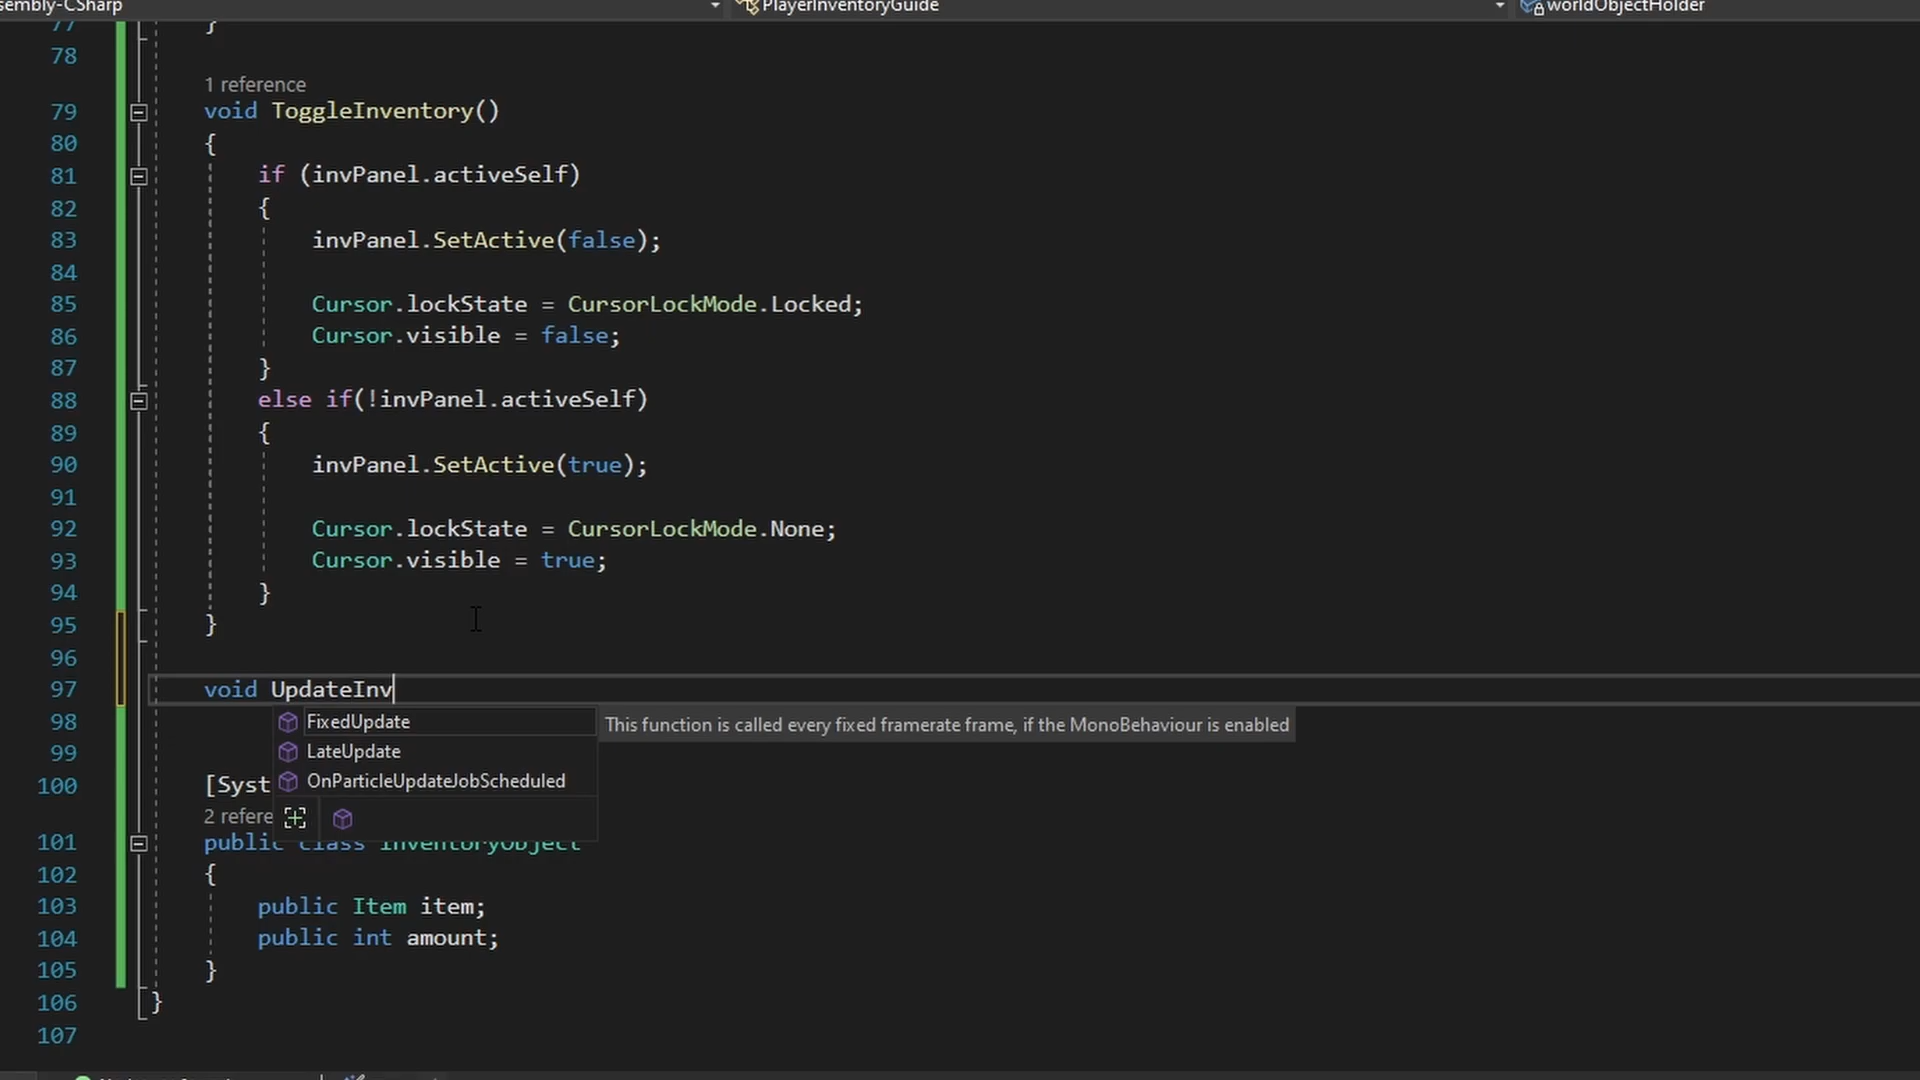 sembly-CSharp PlayerInventoryGuide worldObjectHolder
77 }
78
1 reference
79 void ToggleInventory()
80 {
81 if (invPanel.activeSelf)
82 {
83 invPanel.SetActive(false);
84
85 Cursor.lockState = CursorLockMode.Locked;
86 Cursor.visible = false;
87 }
88 else if(!invPanel.activeSelf)
89 {
90 invPanel.SetActive(true);
91
92 Cursor.lockState = CursorLockMode.None;
93 Cursor.visible = true;
94 }
95 }
96
97 void UpdateInv
98 FixedUpdate This function is called every fixed framerate frame, if the MonoBehaviour is enabled
99 LateUpdate
100 [Syst OnParticleUpdateJobScheduled
2 refere
101 public class InventoryObject
102 {
103 public Item item;
104 public int amount;
105 }
106 }
107